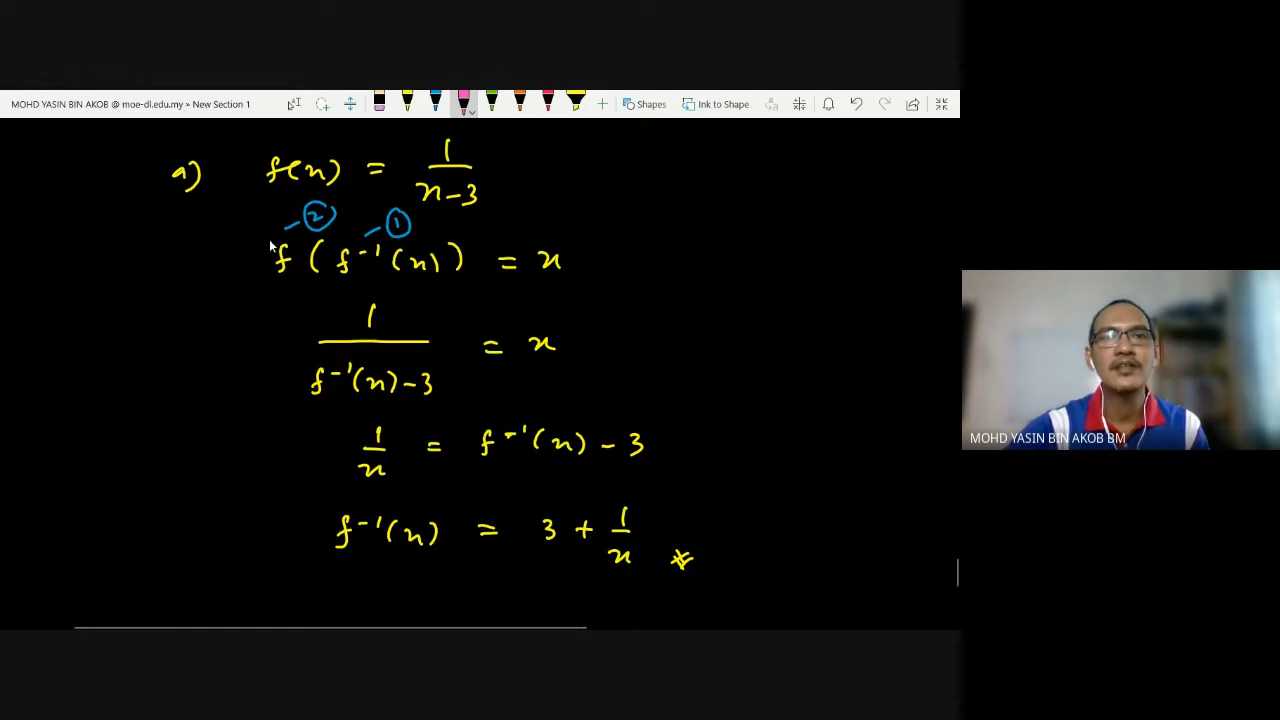 MOHD YASIN BIN AKOB @ moe-dl.edu.my » New Section 1
Shapes
Ink to Shape
a) f(x) = 1/(x-3)
② ①
f(f⁻¹(x)) = x
1/(f⁻¹(x)-3) = x
1/x = f⁻¹(x) - 3
f⁻¹(x) = 3 + 1/x
MOHD YASIN BIN AKOB BM